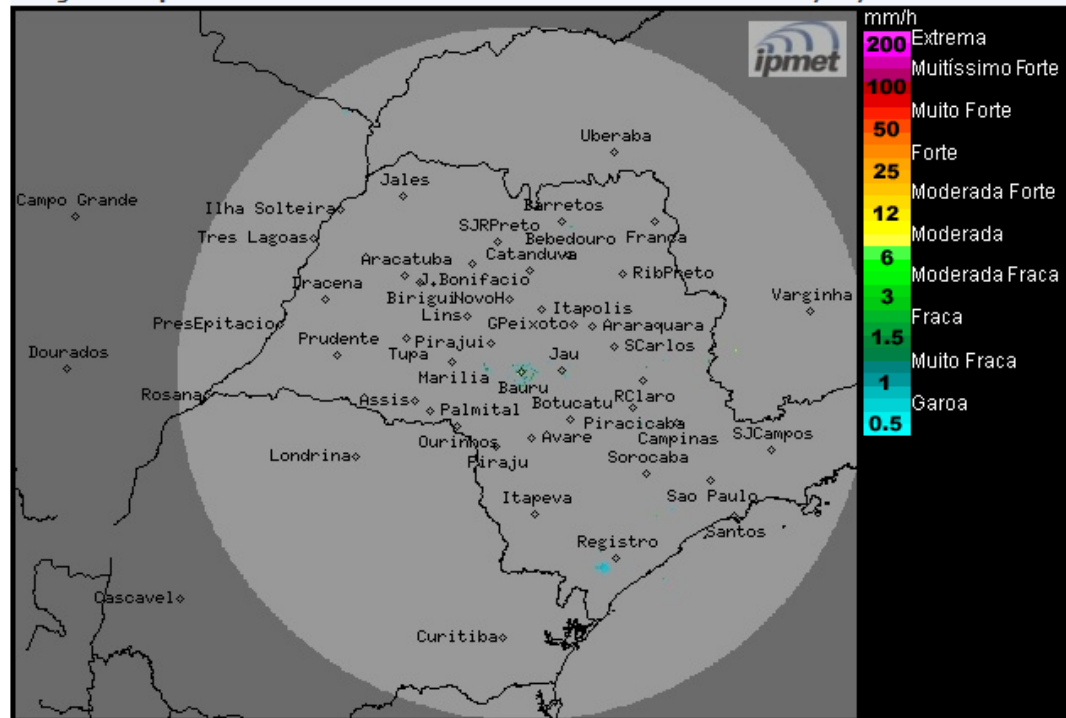 mm/h
200 Extrema
Muitíssimo Forte
100
Muito Forte
50
Forte
25
Moderada Forte
12
Moderada
6
Moderada Fraca
3
Fraca
1.5
Muito Fraca
1
Garoa
0.5
ipmet
Uberaba
Jales
Campo Grande
Ilha Solteira
Barretos
SJRPreto
Tres Lagoas
Bebedouro Franca
Catanduva
Aracatuba
J.Bonifacio
RibPreto
Dracena
BiriguiNovoH
Varginha
Itapolis
Lins
PresEpitacio
GPeixoto
Araraquara
Prudente
Pirajui
SCarlos
Dourados
Tupa
Jau
Marilia
Bauru
Rosana
Assis
Botucatu
RClaro
Palmital
Piracicaba
Ourinhos
Avare
Campinas
SJCampos
Londrina
Piraju
Sorocaba
Itapeva
Sao Paulo
Santos
Registro
Cascavel
Curitiba